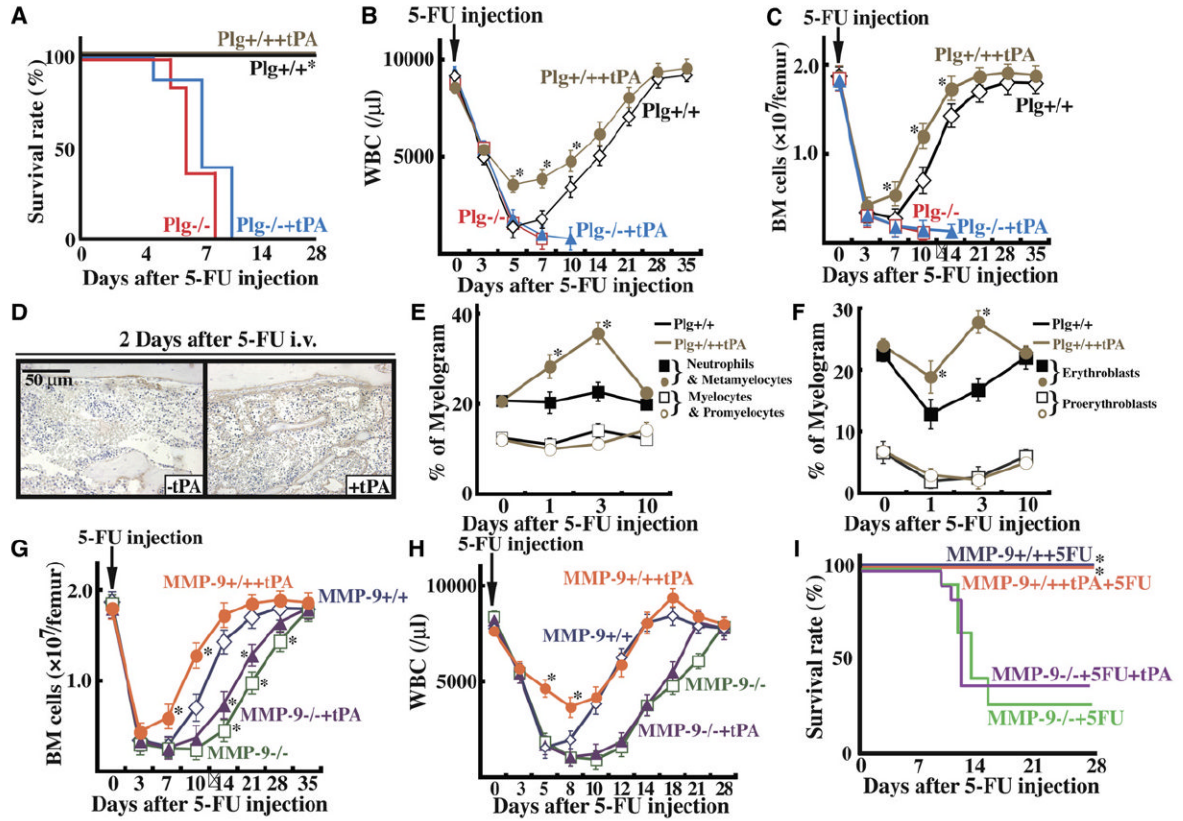 A
Survival rate (%)
100
50
0
Plg+/++tPA
Plg+/+*
Plg-/-
Plg-/-+tPA
0 4 7 14 28
Days after 5-FU injection
B
5-FU injection
WBC (/µl)
10000
5000
Plg+/++tPA
Plg+/+
* * *
Plg-/-
Plg-/-+tPA
0 3 5 7 10 14 21 28 35
Days after 5-FU injection
C
5-FU injection
BM cells (×10⁷/femur)
2.0
1.0
Plg+/++tPA
Plg+/+
* * *
Plg-/-
Plg-/-+tPA
0 3 7 10 14 21 28 35
Days after 5-FU injection
D
2 Days after 5-FU i.v.
50 µm
-tPA
+tPA
E
% of Myelogram
40
20
0
* *
Plg+/+
Plg+/++tPA
Neutrophils
& Metamyelocytes
Myelocytes
& Promyelocytes
0 1 3 10
Days after 5-FU injection
F
% of Myelogram
30
20
10
0
* *
Plg+/+
Plg+/++tPA
Erythroblasts
Proerythroblasts
0 1 3 10
Days after 5-FU injection
G
5-FU injection
BM cells (×10⁷/femur)
2.0
1.0
MMP-9+/++tPA
MMP-9+/+
* * * * * * *
MMP-9-/-+tPA
MMP-9-/-
0 3 7 10 14 21 28 35
Days after 5-FU injection
H
5-FU injection
WBC (/µl)
10000
5000
MMP-9+/++tPA
MMP-9+/+
* *
MMP-9-/-
MMP-9-/-+tPA
0 3 5 8 10 12 14 18 21 28
Days after 5-FU injection
I
Survival rate (%)
100
50
0
MMP-9+/++5FU *
MMP-9+/++tPA+5FU *
MMP-9-/-+5FU+tPA
MMP-9-/-+5FU
0 7 14 21 28
Days after 5-FU injection